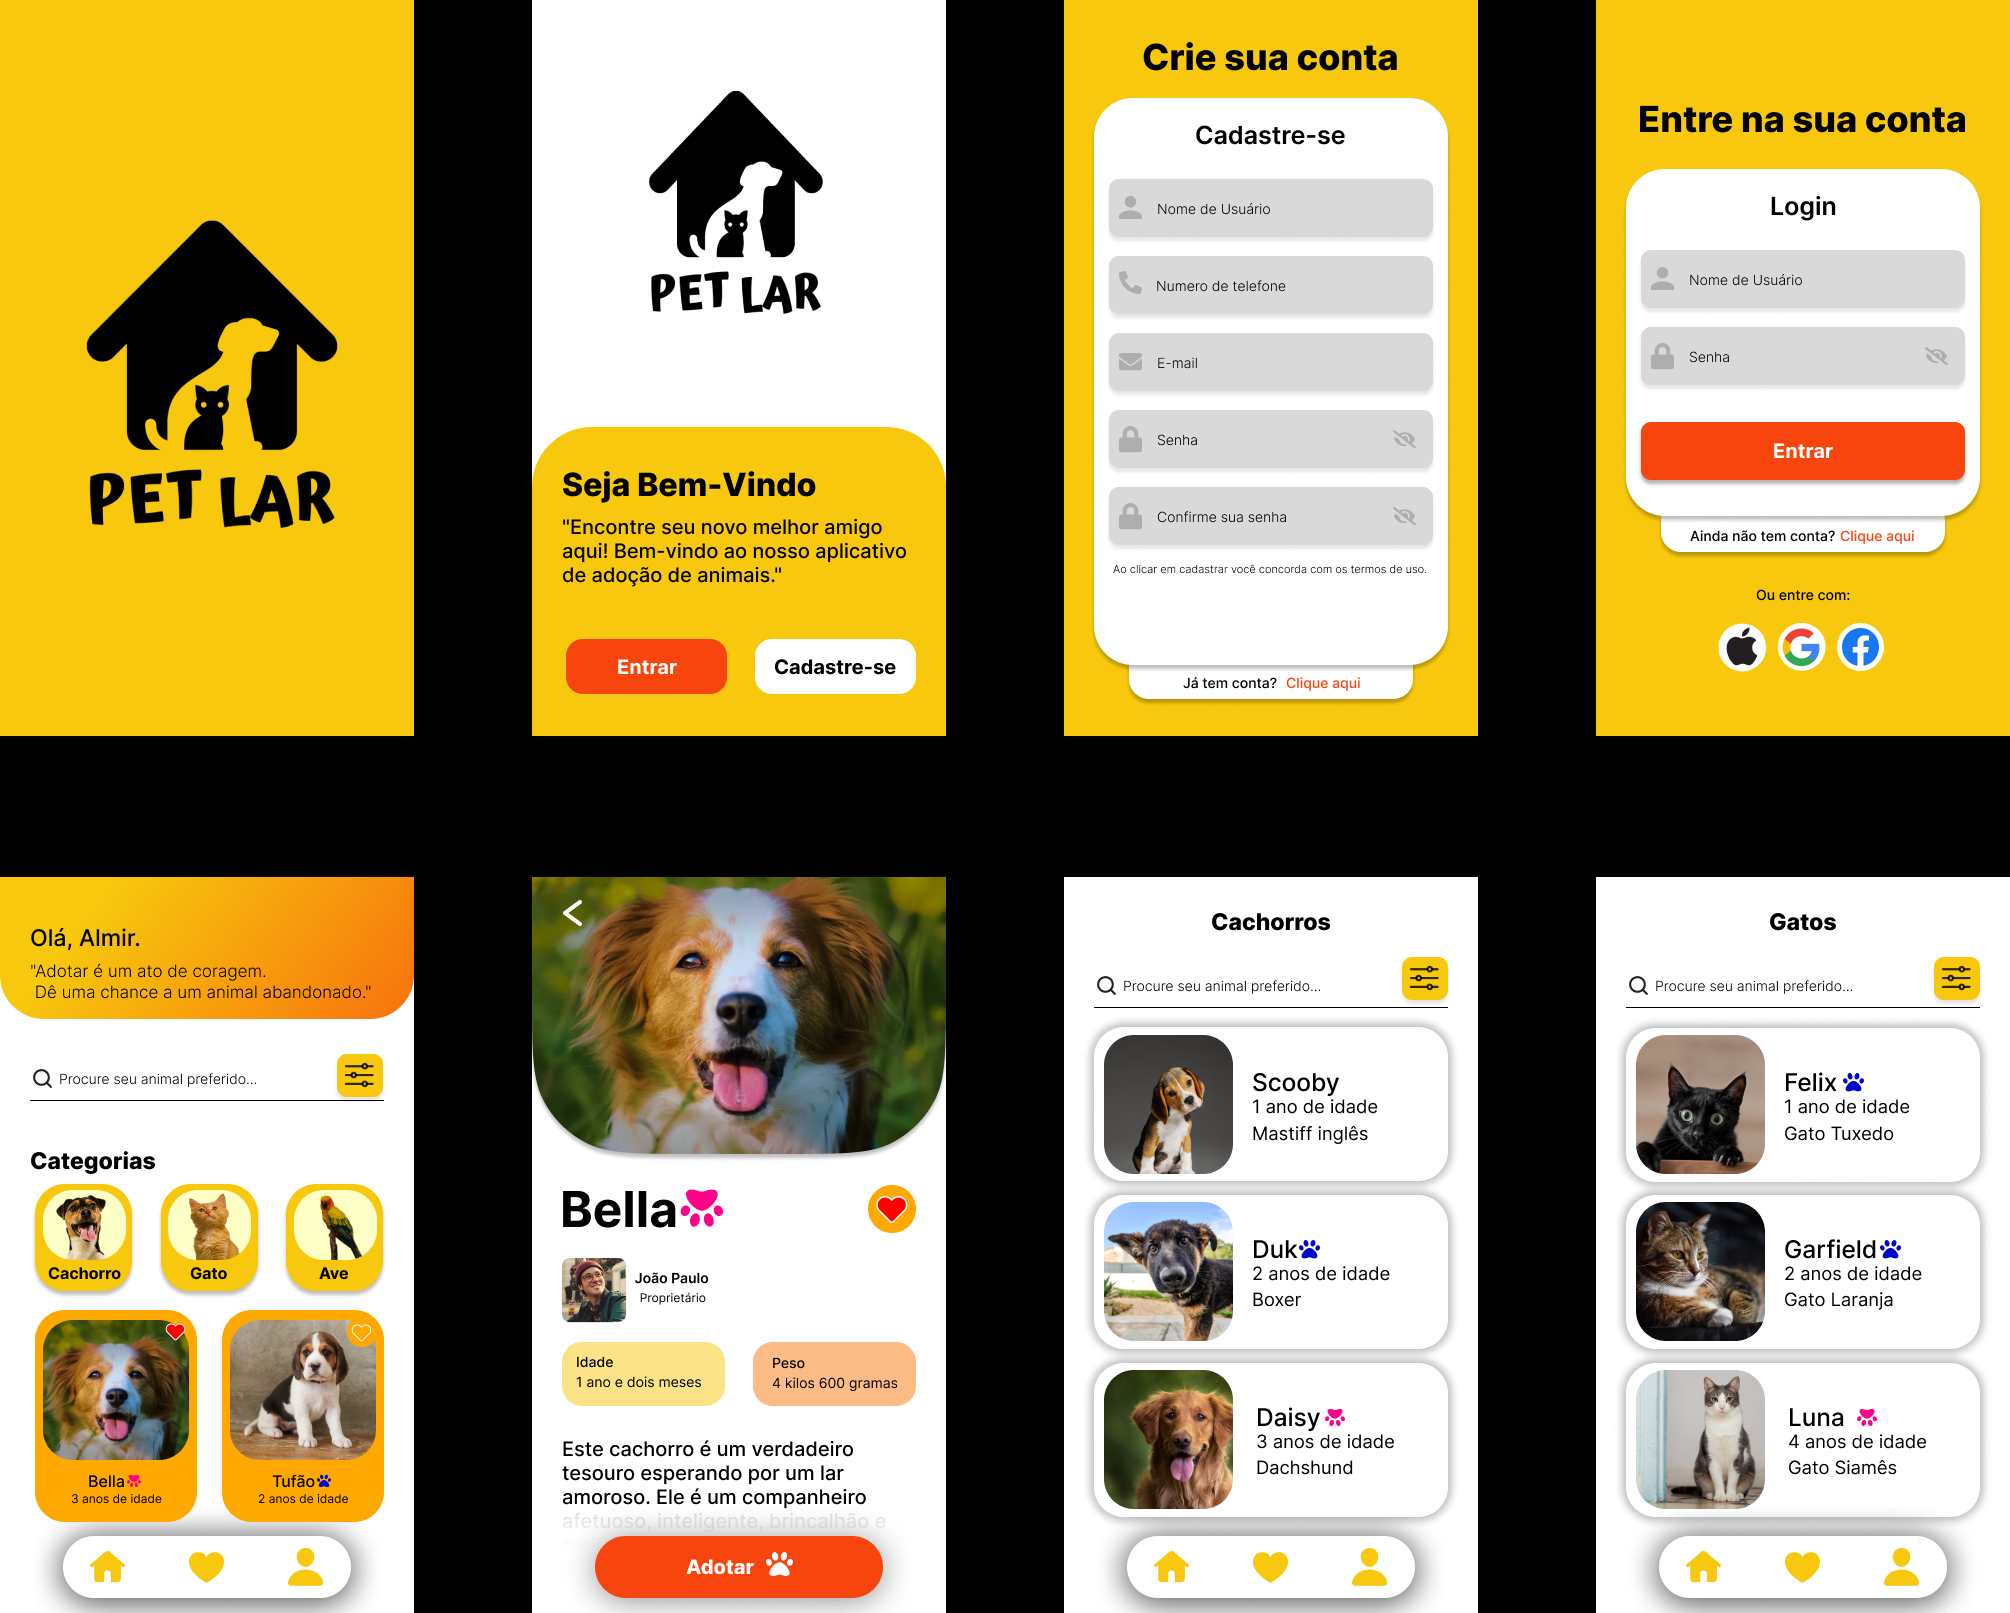 PET LAR
PET LAR
Seja Bem-Vindo
"Encontre seu novo melhor amigo
aqui! Bem-vindo ao nosso aplicativo
de adoção de animais."
Entrar
Cadastre-se
Crie sua conta
Cadastre-se
Nome de Usuário
Numero de telefone
E-mail
Senha
Confirme sua senha
Ao clicar em cadastrar você concorda com os termos de uso.
Já tem conta? Clique aqui
Entre na sua conta
Login
Nome de Usuário
Senha
Entrar
Ainda não tem conta? Clique aqui
Ou entre com:
Olá, Almir.
"Adotar é um ato de coragem.
Dê uma chance a um animal abandonado."
Procure seu animal preferido...
Categorias
Cachorro
Gato
Ave
Bella
3 anos de idade
Tufão
2 anos de idade
Bella
João Paulo
Proprietário
Idade
1 ano e dois meses
Peso
4 kilos 600 gramas
Este cachorro é um verdadeiro
tesouro esperando por um lar
amoroso. Ele é um companheiro
afetuoso, inteligente, brincalhão e
Adotar
Cachorros
Procure seu animal preferido...
Scooby
1 ano de idade
Mastiff inglês
Duk
2 anos de idade
Boxer
Daisy
3 anos de idade
Dachshund
Gatos
Procure seu animal preferido...
Felix
1 ano de idade
Gato Tuxedo
Garfield
2 anos de idade
Gato Laranja
Luna
4 anos de idade
Gato Siamês